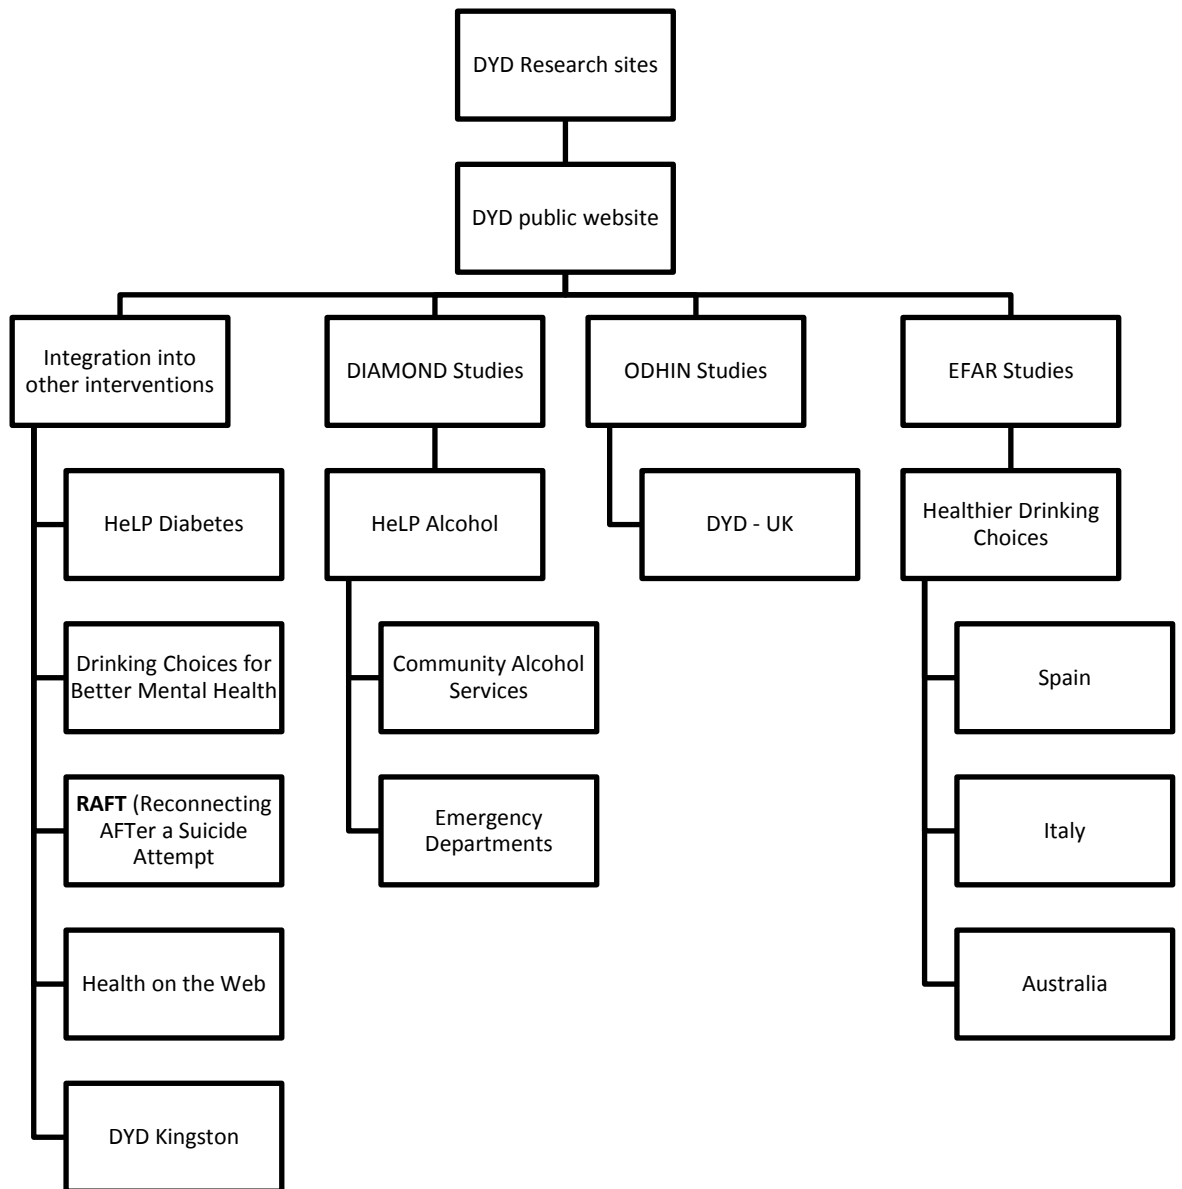 DYD Research sites
DYD public website
Integration into
other interventions
DIAMOND Studies
ODHIN Studies
EFAR Studies
HeLP Diabetes
HeLP Alcohol
DYD - UK
Healthier Drinking
Choices
Drinking Choices for
Better Mental Health
Community Alcohol
Services
Spain
RAFT (Reconnecting
AFTer a Suicide
Attempt
Emergency
Departments
Italy
Health on the Web
Australia
DYD Kingston